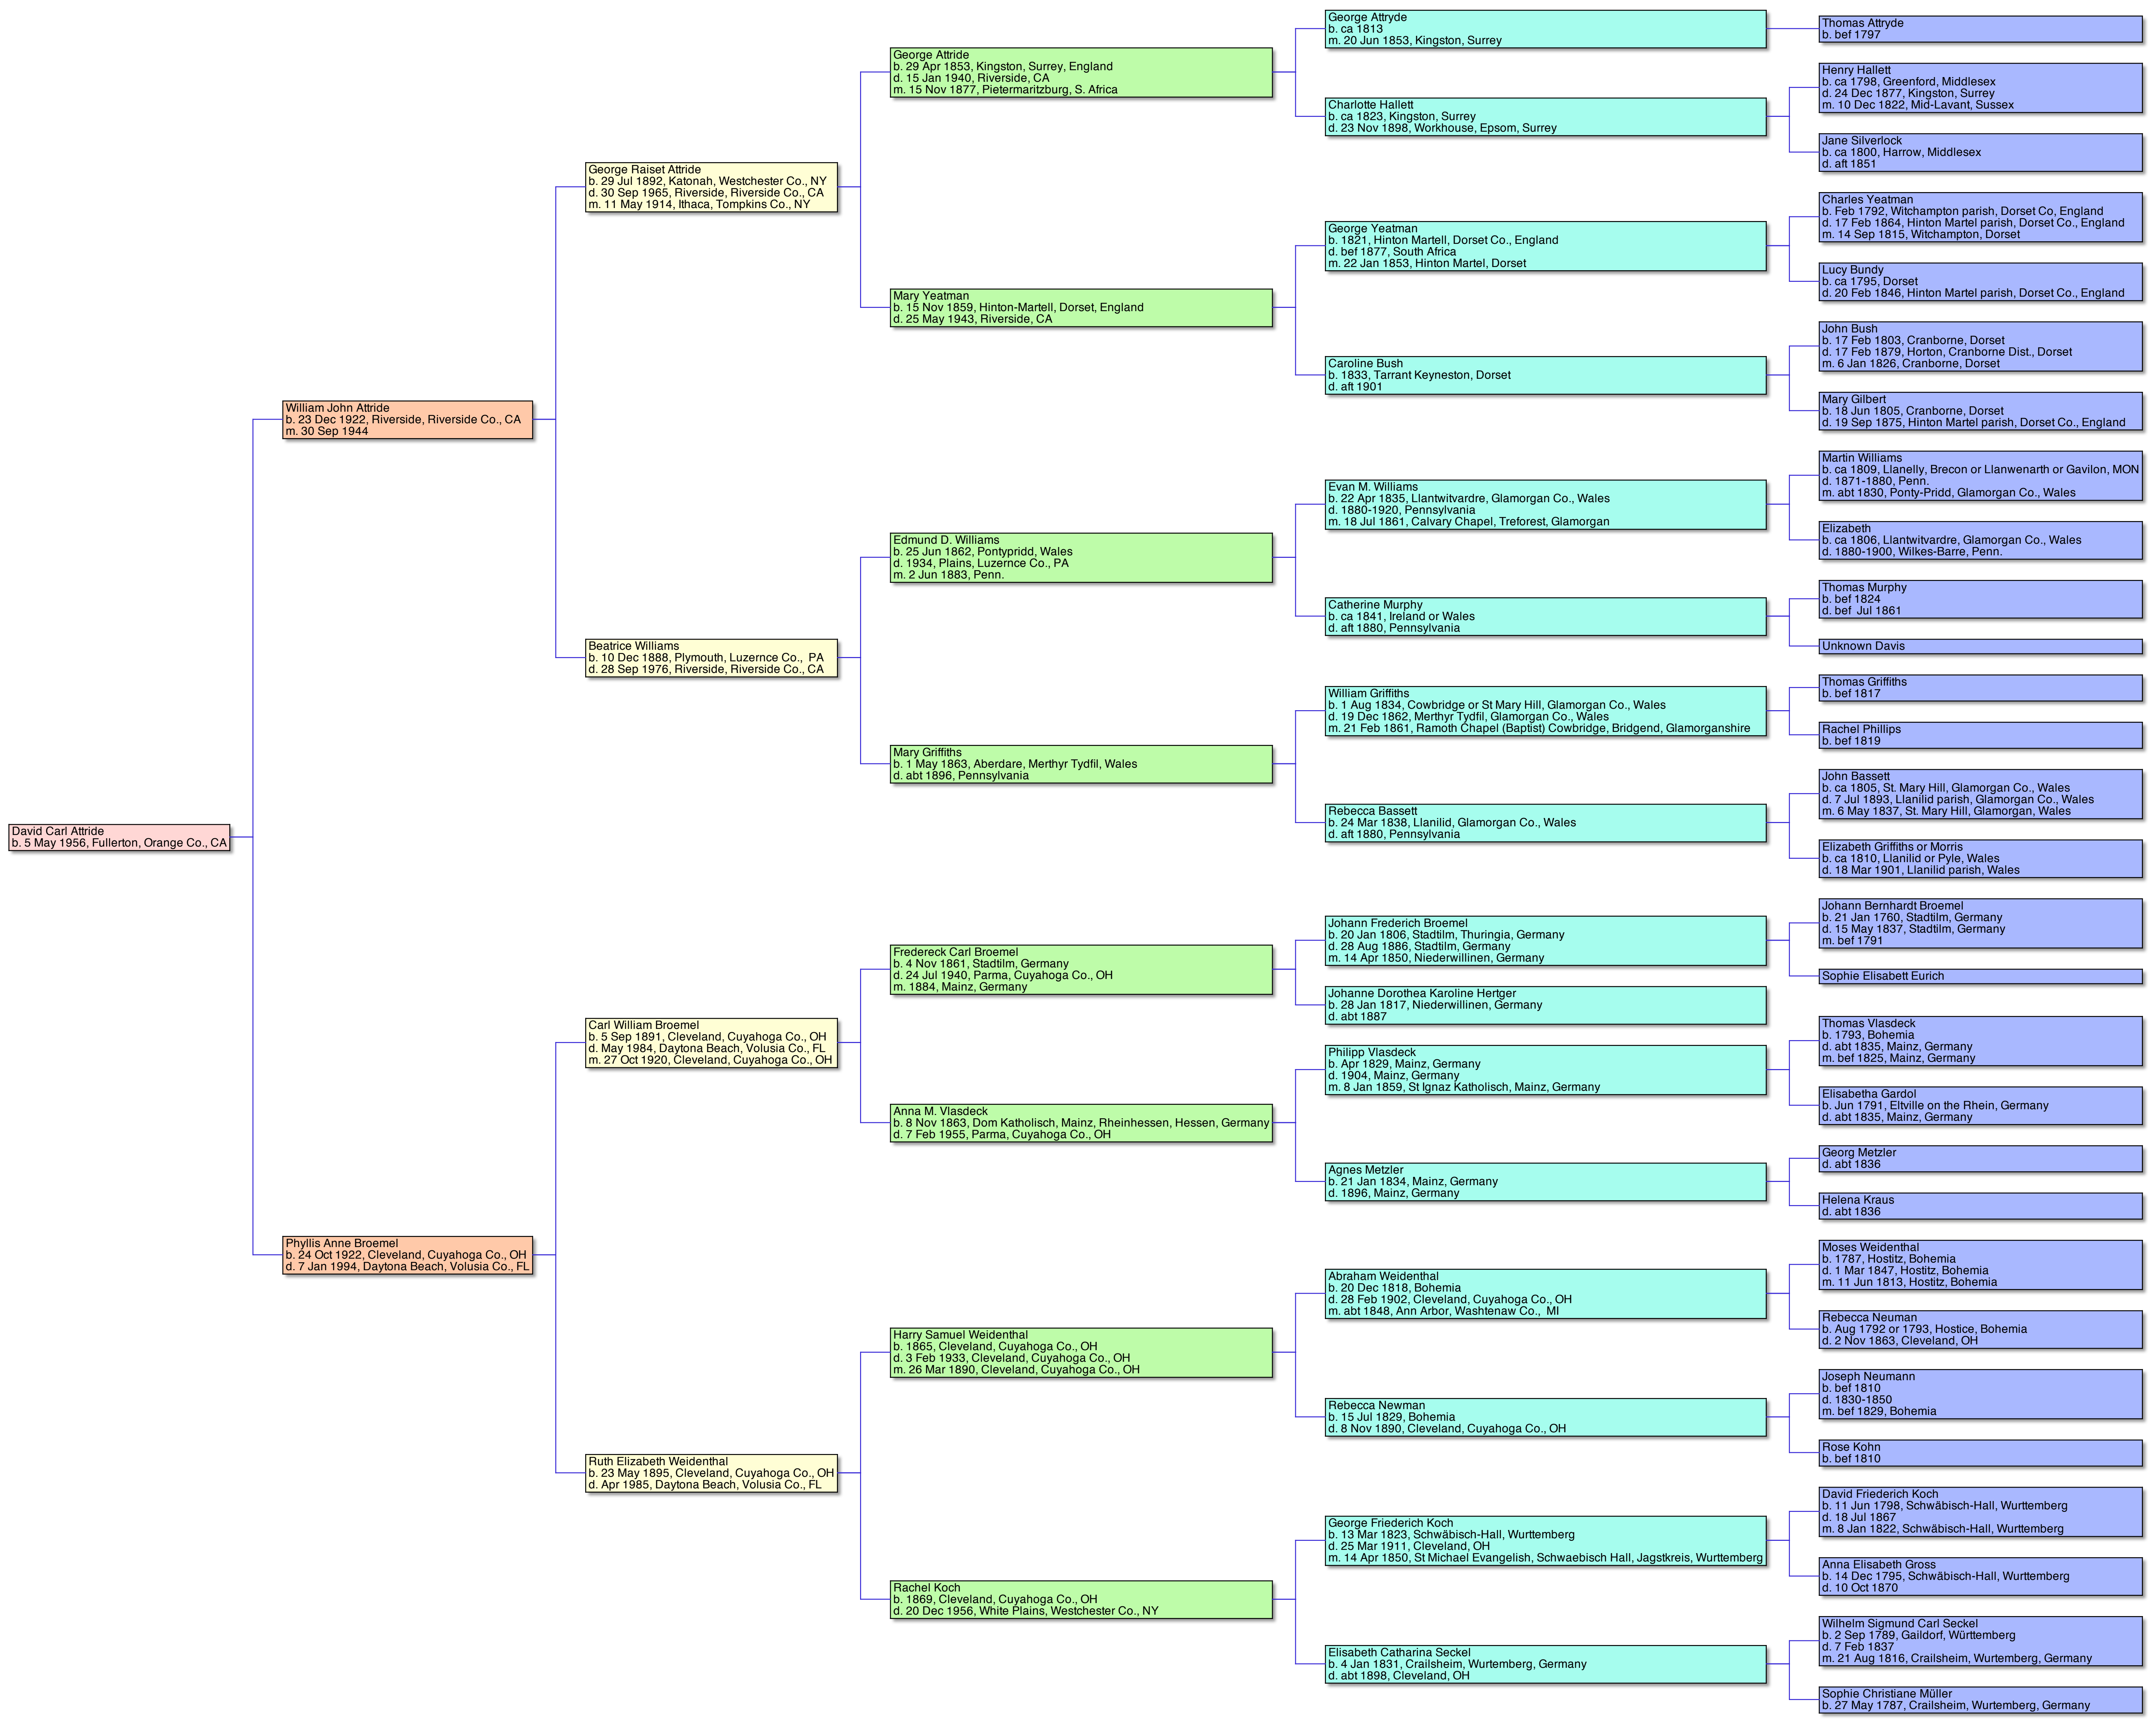 David Carl Attride
b. 5 May 1956, Fullerton, Orange Co., CA
William John Attride
b. 23 Dec 1922, Riverside, Riverside Co., CA
m. 30 Sep 1944
Phyllis Anne Broemel
b. 24 Oct 1922, Cleveland, Cuyahoga Co., OH
d. 7 Jan 1994, Daytona Beach, Volusia Co., FL
George Raiset Attride
b. 29 Jul 1892, Katonah, Westchester Co., NY
d. 30 Sep 1965, Riverside, Riverside Co., CA
m. 11 May 1914, Ithaca, Tompkins Co., NY
Beatrice Williams
b. 10 Dec 1888, Plymouth, Luzernce Co., PA
d. 28 Sep 1976, Riverside, Riverside Co., CA
Carl William Broemel
b. 5 Sep 1891, Cleveland, Cuyahoga Co., OH
d. May 1984, Daytona Beach, Volusia Co., FL
m. 27 Oct 1920, Cleveland, Cuyahoga Co., OH
Ruth Elizabeth Weidenthal
b. 23 May 1895, Cleveland, Cuyahoga Co., OH
d. Apr 1985, Daytona Beach, Volusia Co., FL
George Attride
b. 29 Apr 1853, Kingston, Surrey, England
d. 15 Jan 1940, Riverside, CA
m. 15 Nov 1877, Pietermaritzburg, S. Africa
Mary Yeatman
b. 15 Nov 1859, Hinton-Martell, Dorset, England
d. 25 May 1943, Riverside, CA
Edmund D. Williams
b. 25 Jun 1862, Pontypridd, Wales
d. 1934, Plains, Luzernce Co., PA
m. 2 Jun 1883, Penn.
Mary Griffiths
b. 1 May 1863, Aberdare, Merthyr Tydfil, Wales
d. abt 1896, Pennsylvania
Fredereck Carl Broemel
b. 4 Nov 1861, Stadtilm, Germany
d. 24 Jul 1940, Parma, Cuyahoga Co., OH
m. 1884, Mainz, Germany
Anna M. Vlasdeck
b. 8 Nov 1863, Dom Katholisch, Mainz, Rheinhessen, Hessen, Germany
d. 7 Feb 1955, Parma, Cuyahoga Co., OH
Harry Samuel Weidenthal
b. 1865, Cleveland, Cuyahoga Co., OH
d. 3 Feb 1933, Cleveland, Cuyahoga Co., OH
m. 26 Mar 1890, Cleveland, Cuyahoga Co., OH
Rachel Koch
b. 1869, Cleveland, Cuyahoga Co., OH
d. 20 Dec 1956, White Plains, Westchester Co., NY
George Attryde
b. ca 1813
m. 20 Jun 1853, Kingston, Surrey
Charlotte Hallett
b. ca 1823, Kingston, Surrey
d. 23 Nov 1898, Workhouse, Epsom, Surrey
George Yeatman
b. 1821, Hinton Martell, Dorset Co., England
d. bef 1877, South Africa
m. 22 Jan 1853, Hinton Martel, Dorset
Caroline Bush
b. 1833, Tarrant Keyneston, Dorset
d. aft 1901
Evan M. Williams
b. 22 Apr 1835, Llantwitvardre, Glamorgan Co., Wales
d. 1880-1920, Pennsylvania
m. 18 Jul 1861, Calvary Chapel, Treforest, Glamorgan
Catherine Murphy
b. ca 1841, Ireland or Wales
d. aft 1880, Pennsylvania
William Griffiths
b. 1 Aug 1834, Cowbridge or St Mary Hill, Glamorgan Co., Wales
d. 19 Dec 1862, Merthyr Tydfil, Glamorgan Co., Wales
m. 21 Feb 1861, Ramoth Chapel (Baptist) Cowbridge, Bridgend, Glamorganshire
Rebecca Bassett
b. 24 Mar 1838, Llanilid, Glamorgan Co., Wales
d. aft 1880, Pennsylvania
Johann Frederich Broemel
b. 20 Jan 1806, Stadtilm, Thuringia, Germany
d. 28 Aug 1886, Stadtilm, Germany
m. 14 Apr 1850, Niederwillinen, Germany
Johanne Dorothea Karoline Hertger
b. 28 Jan 1817, Niederwillinen, Germany
d. abt 1887
Philipp Vlasdeck
b. Apr 1829, Mainz, Germany
d. 1904, Mainz, Germany
m. 8 Jan 1859, St Ignaz Katholisch, Mainz, Germany
Agnes Metzler
b. 21 Jan 1834, Mainz, Germany
d. 1896, Mainz, Germany
Abraham Weidenthal
b. 20 Dec 1818, Bohemia
d. 28 Feb 1902, Cleveland, Cuyahoga Co., OH
m. abt 1848, Ann Arbor, Washtenaw Co., MI
Rebecca Newman
b. 15 Jul 1829, Bohemia
d. 8 Nov 1890, Cleveland, Cuyahoga Co., OH
George Friederich Koch
b. 13 Mar 1823, Schwäbisch-Hall, Wurttemberg
d. 25 Mar 1911, Cleveland, OH
m. 14 Apr 1850, St Michael Evangelish, Schwaebisch Hall, Jagstkreis, Wurttemberg
Elisabeth Catharina Seckel
b. 4 Jan 1831, Crailsheim, Wurtemberg, Germany
d. abt 1898, Cleveland, OH
Thomas Attryde
b. bef 1797
Henry Hallett
b. ca 1798, Greenford, Middlesex
d. 24 Dec 1877, Kingston, Surrey
m. 10 Dec 1822, Mid-Lavant, Sussex
Jane Silverlock
b. ca 1800, Harrow, Middlesex
d. aft 1851
Charles Yeatman
b. Feb 1792, Witchampton parish, Dorset Co, England
d. 17 Feb 1864, Hinton Martel parish, Dorset Co., England
m. 14 Sep 1815, Witchampton, Dorset
Lucy Bundy
b. ca 1795, Dorset
d. 20 Feb 1846, Hinton Martel parish, Dorset Co., England
John Bush
b. 17 Feb 1803, Cranborne, Dorset
d. 17 Feb 1879, Horton, Cranborne Dist., Dorset
m. 6 Jan 1826, Cranborne, Dorset
Mary Gilbert
b. 18 Jun 1805, Cranborne, Dorset
d. 19 Sep 1875, Hinton Martel parish, Dorset Co., England
Martin Williams
b. ca 1809, Llanelly, Brecon or Llanwenarth or Gavilon, MON
d. 1871-1880, Penn.
m. abt 1830, Ponty-Pridd, Glamorgan Co., Wales
Elizabeth
b. ca 1806, Llantwitvardre, Glamorgan Co., Wales
d. 1880-1900, Wilkes-Barre, Penn.
Thomas Murphy
b. bef 1824
d. bef Jul 1861
Unknown Davis
Thomas Griffiths
b. bef 1817
Rachel Phillips
b. bef 1819
John Bassett
b. ca 1805, St. Mary Hill, Glamorgan Co., Wales
d. 7 Jul 1893, Llanilid parish, Glamorgan Co., Wales
m. 6 May 1837, St. Mary Hill, Glamorgan, Wales
Elizabeth Griffiths or Morris
b. ca 1810, Llanilid or Pyle, Wales
d. 18 Mar 1901, Llanilid parish, Wales
Johann Bernhardt Broemel
b. 21 Jan 1760, Stadtilm, Germany
d. 15 May 1837, Stadtilm, Germany
m. bef 1791
Sophie Elisabett Eurich
Thomas Vlasdeck
b. 1793, Bohemia
d. abt 1835, Mainz, Germany
m. bef 1825, Mainz, Germany
Elisabetha Gardol
b. Jun 1791, Eltville on the Rhein, Germany
d. abt 1835, Mainz, Germany
Georg Metzler
d. abt 1836
Helena Kraus
d. abt 1836
Moses Weidenthal
b. 1787, Hostitz, Bohemia
d. 1 Mar 1847, Hostitz, Bohemia
m. 11 Jun 1813, Hostitz, Bohemia
Rebecca Neuman
b. Aug 1792 or 1793, Hostice, Bohemia
d. 2 Nov 1863, Cleveland, OH
Joseph Neumann
b. bef 1810
d. 1830-1850
m. bef 1829, Bohemia
Rose Kohn
b. bef 1810
David Friederich Koch
b. 11 Jun 1798, Schwäbisch-Hall, Wurttemberg
d. 18 Jul 1867
m. 8 Jan 1822, Schwäbisch-Hall, Wurttemberg
Anna Elisabeth Gross
b. 14 Dec 1795, Schwäbisch-Hall, Wurttemberg
d. 10 Oct 1870
Wilhelm Sigmund Carl Seckel
b. 2 Sep 1789, Gaildorf, Württemberg
d. 7 Feb 1837
m. 21 Aug 1816, Crailsheim, Wurtemberg, Germany
Sophie Christiane Müller
b. 27 May 1787, Crailsheim, Wurtemberg, Germany